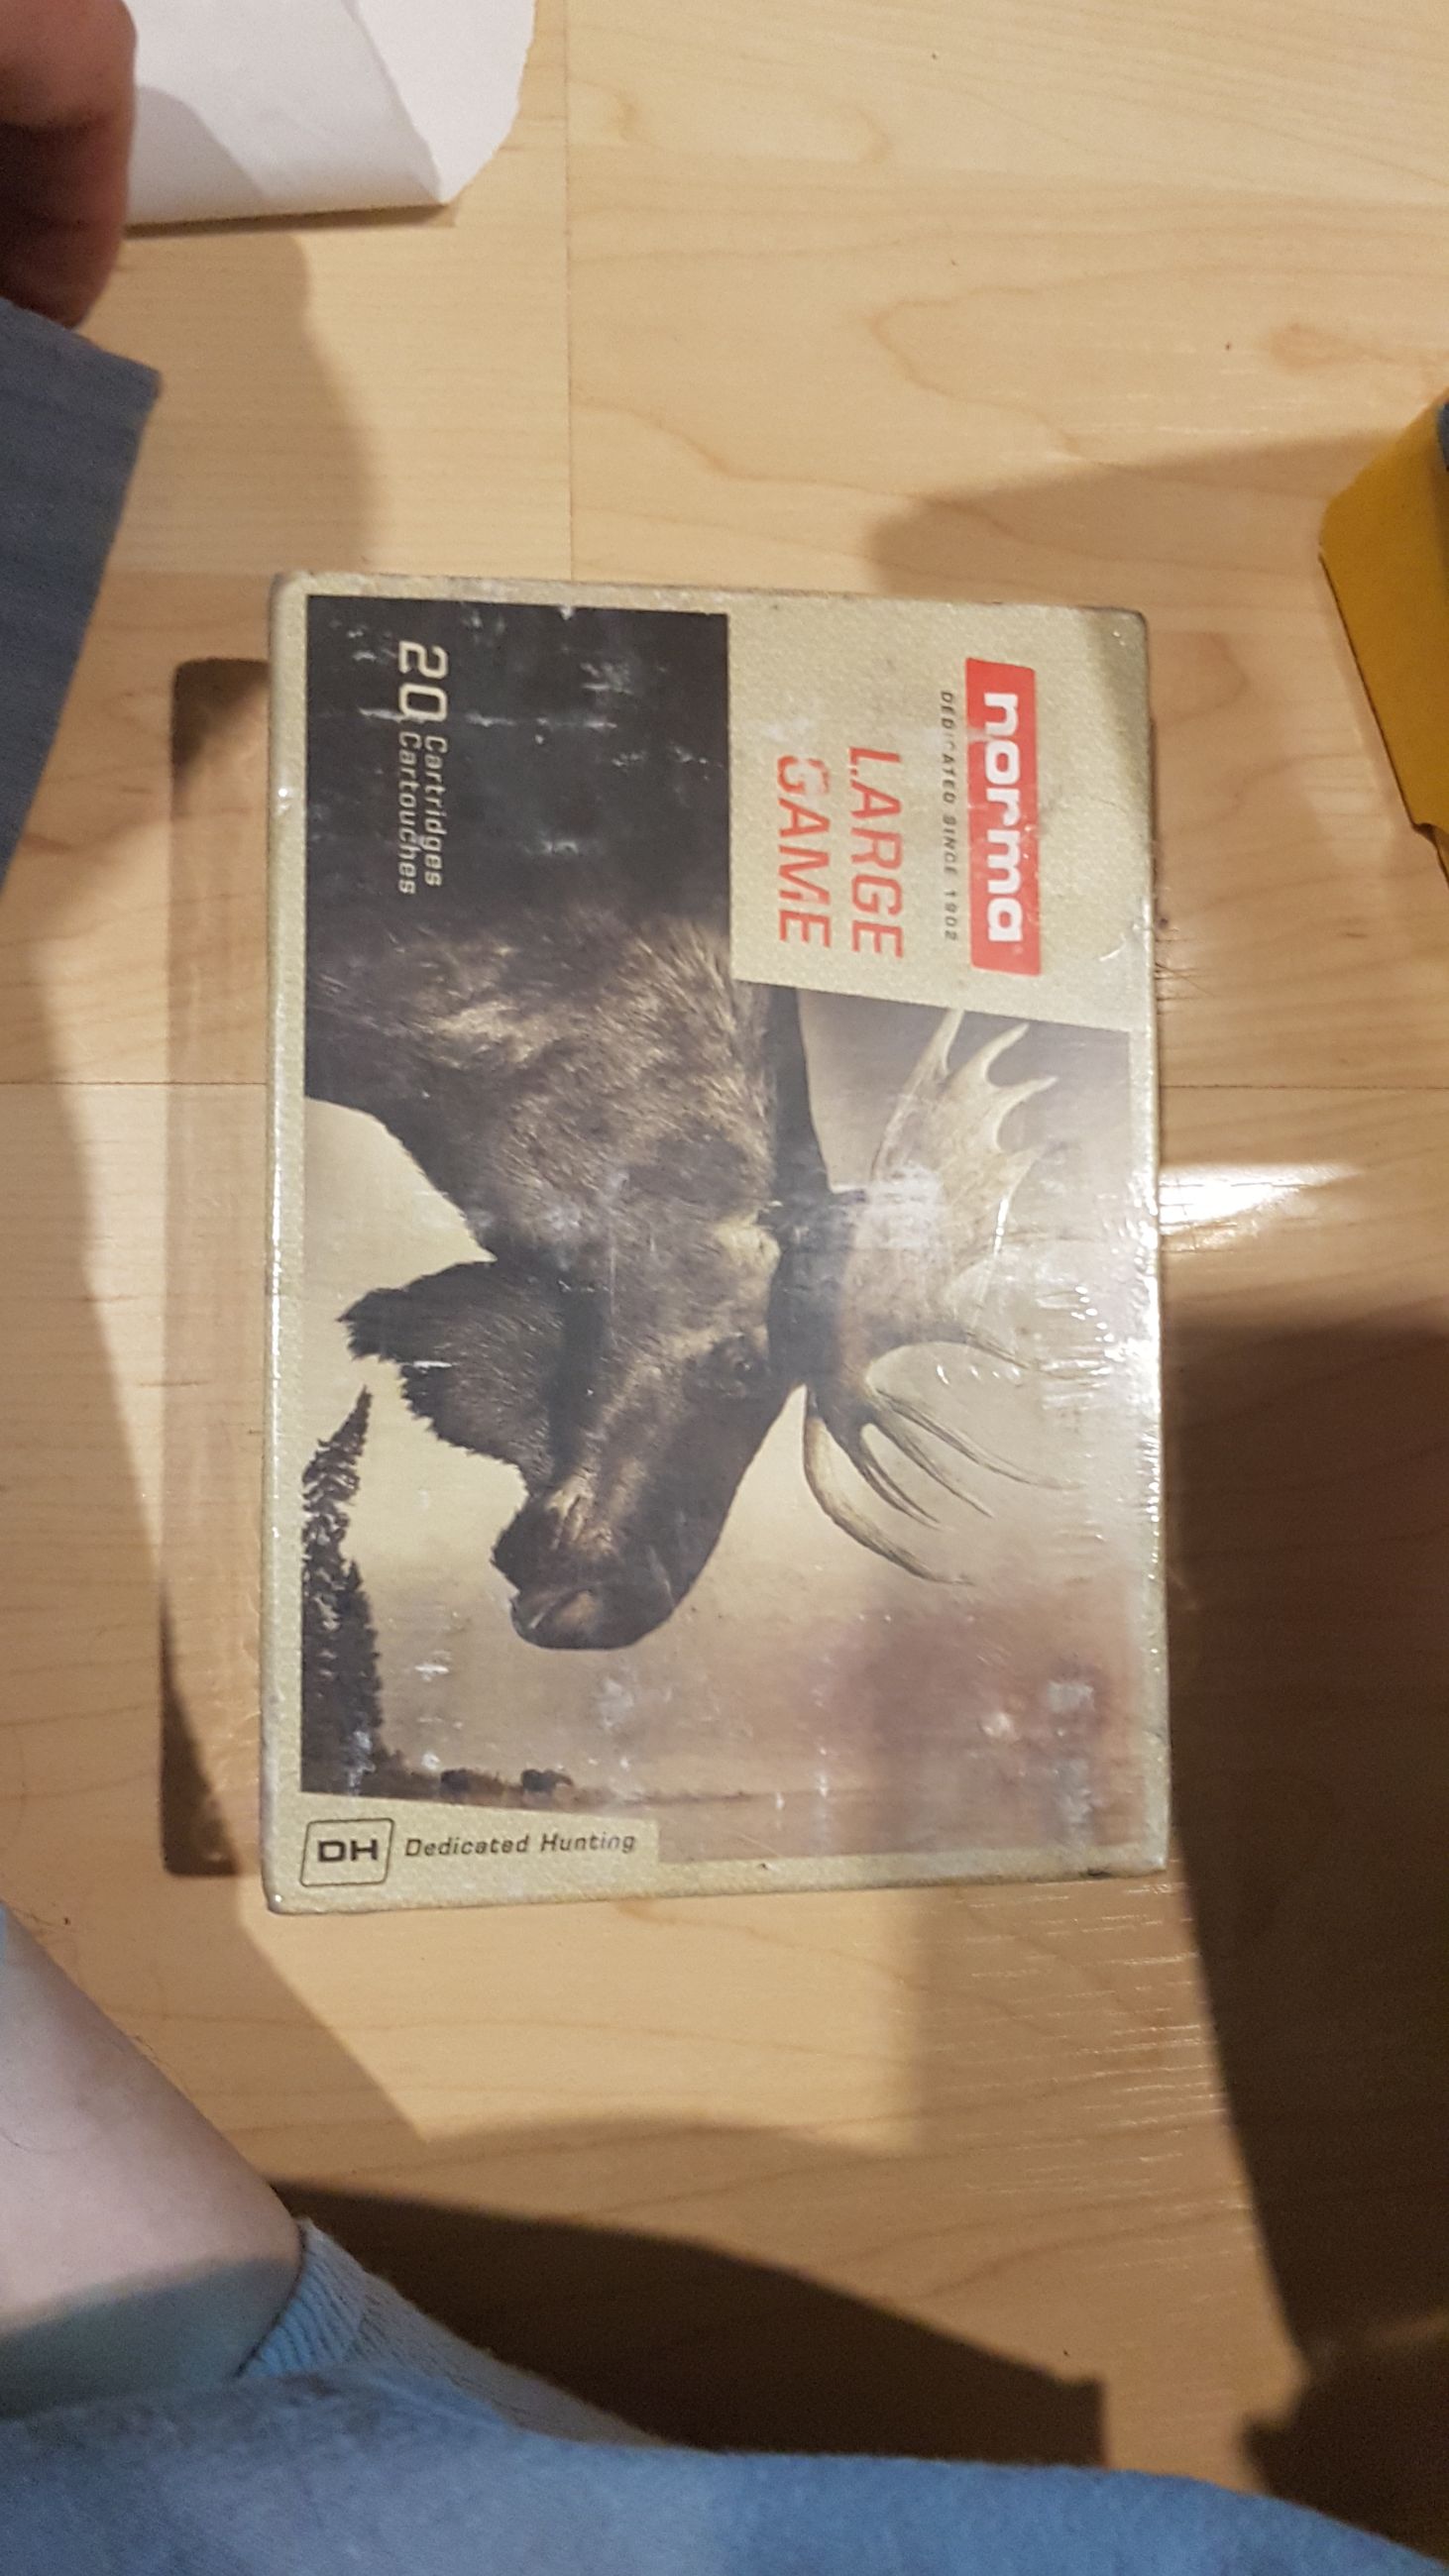 norma
DEDICATED SINCE 1902
LARGE
GAME
20 Cartridges
Cartouches
DH Dedicated Hunting